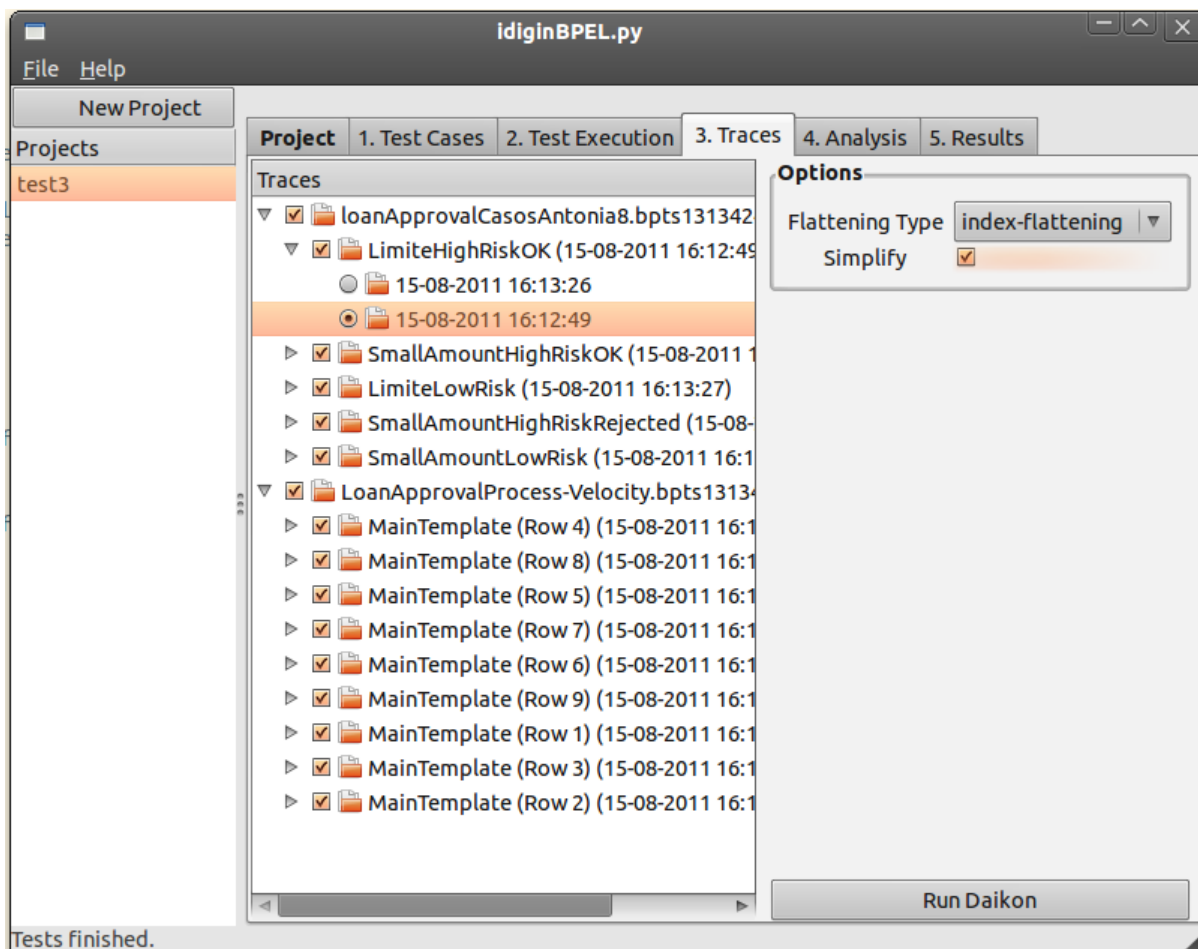 idiginBPEL.py
File Help
New Project
Projects
test3
Project 1. Test Cases 2. Test Execution 3. Traces 4. Analysis 5. Results
Traces
loanApprovalCasosAntonia8.bpts131342
LimiteHighRiskOK (15-08-2011 16:12:49
15-08-2011 16:13:26
15-08-2011 16:12:49
SmallAmountHighRiskOK (15-08-2011 1
LimiteLowRisk (15-08-2011 16:13:27)
SmallAmountHighRiskRejected (15-08-
SmallAmountLowRisk (15-08-2011 16:1
LoanApprovalProcess-Velocity.bpts1313
MainTemplate (Row 4) (15-08-2011 16:1
MainTemplate (Row 8) (15-08-2011 16:1
MainTemplate (Row 5) (15-08-2011 16:1
MainTemplate (Row 7) (15-08-2011 16:1
MainTemplate (Row 6) (15-08-2011 16:1
MainTemplate (Row 9) (15-08-2011 16:1
MainTemplate (Row 1) (15-08-2011 16:1
MainTemplate (Row 3) (15-08-2011 16:1
MainTemplate (Row 2) (15-08-2011 16:1
Options
Flattening Type index-flattening
Simplify
Run Daikon
Tests finished.